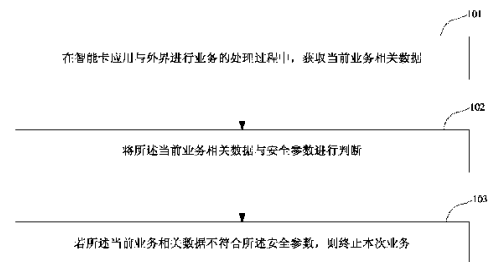 101
在智能卡应用与外界进行业务的处理过程中，获取当前业务相关数据
102
将所述当前业务相关数据与安全参数进行判断
103
若所述当前业务相关数据不符合所述安全参数，则终止本次业务